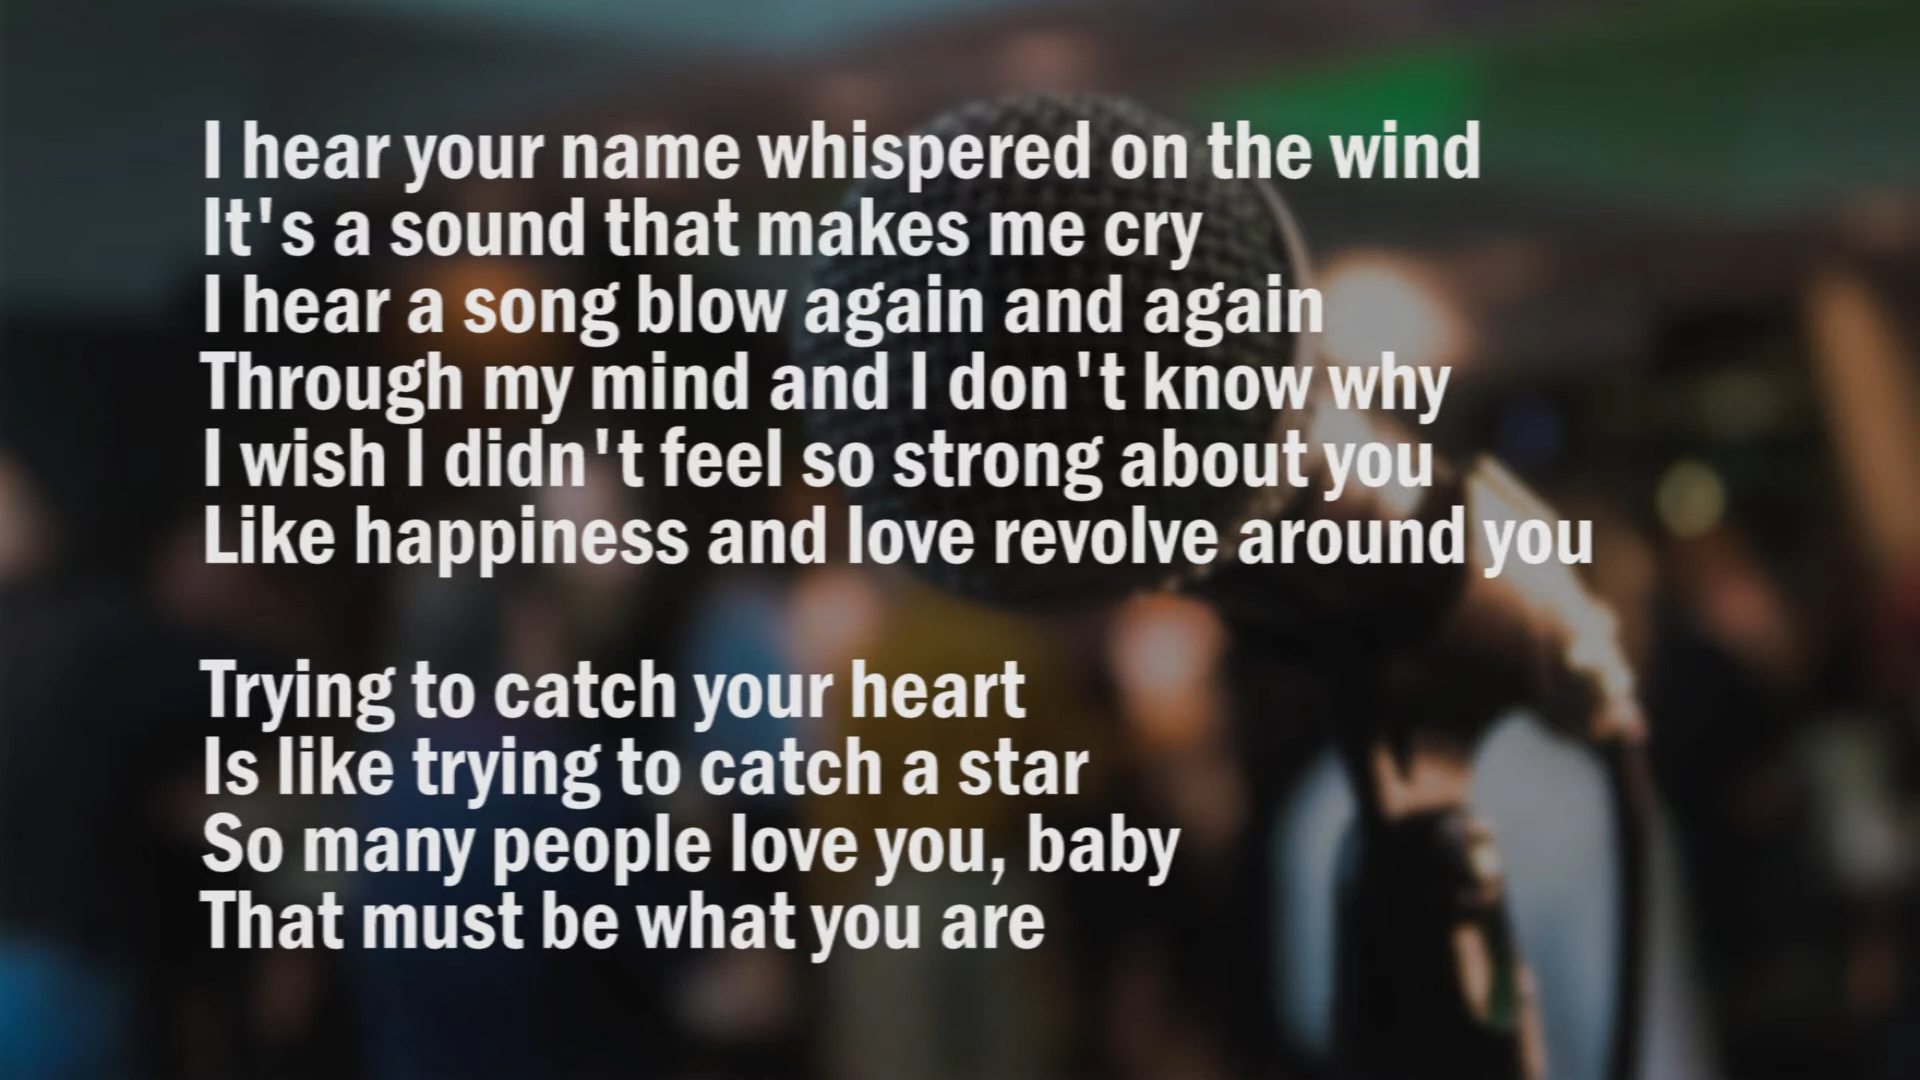 I hear your name whispered on the wind
It's a sound that makes me cry
I hear a song blow again and again
Through my mind and I don't know why
I wish I didn't feel so strong about you
Like happiness and love revolve around you
Trying to catch your heart
Is like trying to catch a star
So many people love you, baby
That must be what you are